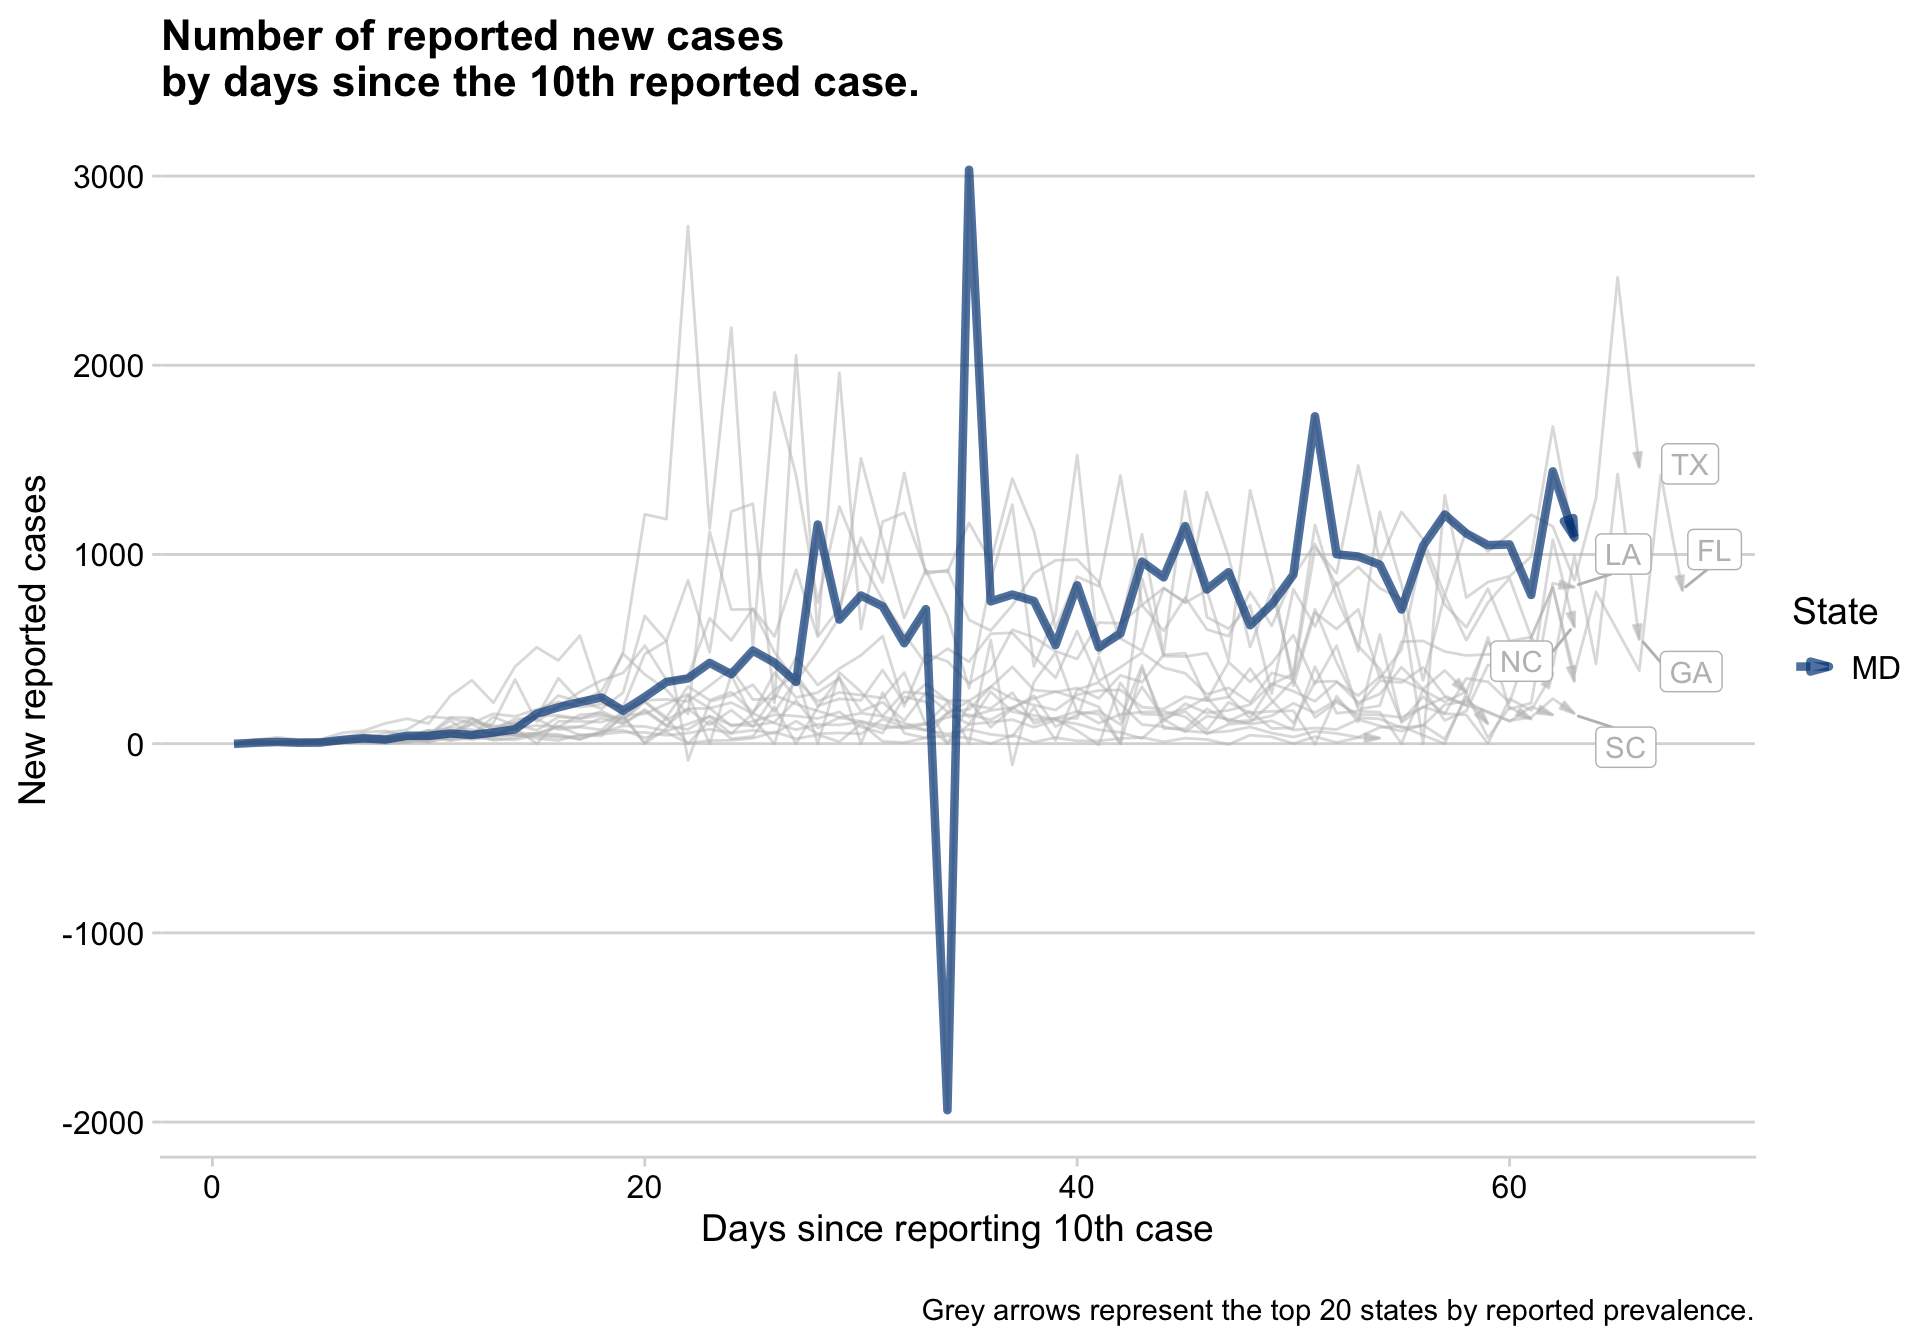 Number of reported new cases
by days since the 10th reported case.
New reported cases
3000
2000
1000
0
-1000
-2000
TX
LA
FL
NC
GA
SC
State
MD
0
20
40
60
Days since reporting 10th case
Grey arrows represent the top 20 states by reported prevalence.